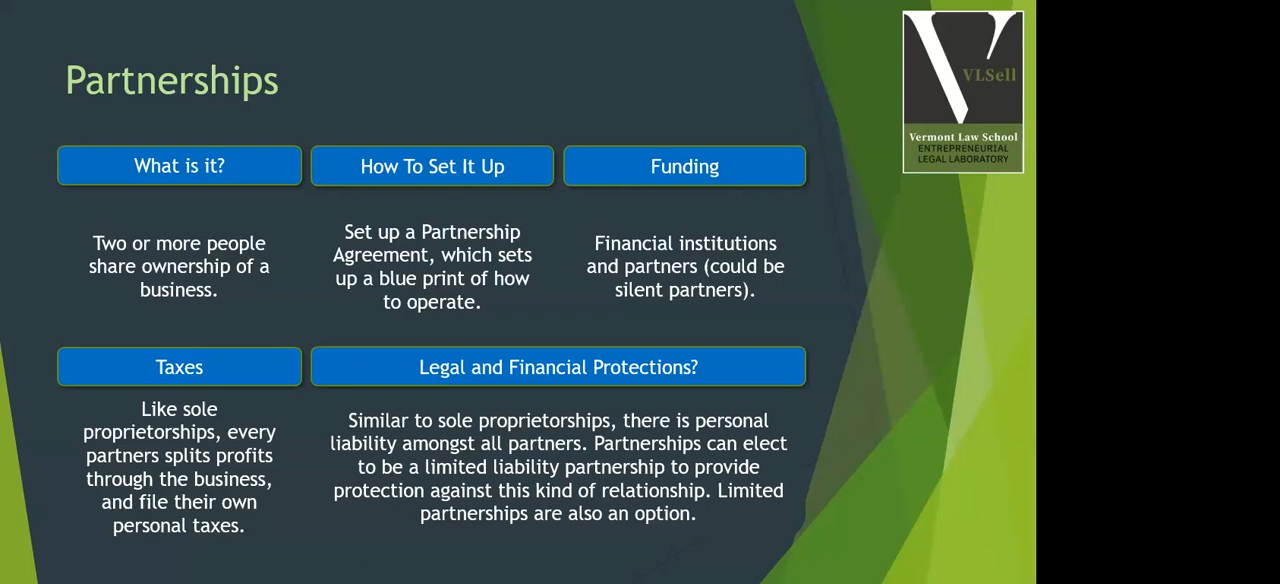 Partnerships
VLSell
Vermont Law School
ENTREPRENEURIAL
LEGAL LABORATORY
What is it?
Two or more people
share ownership of a
business.
How To Set It Up
Set up a Partnership
Agreement, which sets
up a blue print of how
to operate.
Funding
Financial institutions
and partners (could be
silent partners).
Taxes
Like sole
proprietorships, every
partners splits profits
through the business,
and file their own
personal taxes.
Legal and Financial Protections?
Similar to sole proprietorships, there is personal
liability amongst all partners. Partnerships can elect
to be a limited liability partnership to provide
protection against this kind of relationship. Limited
partnerships are also an option.